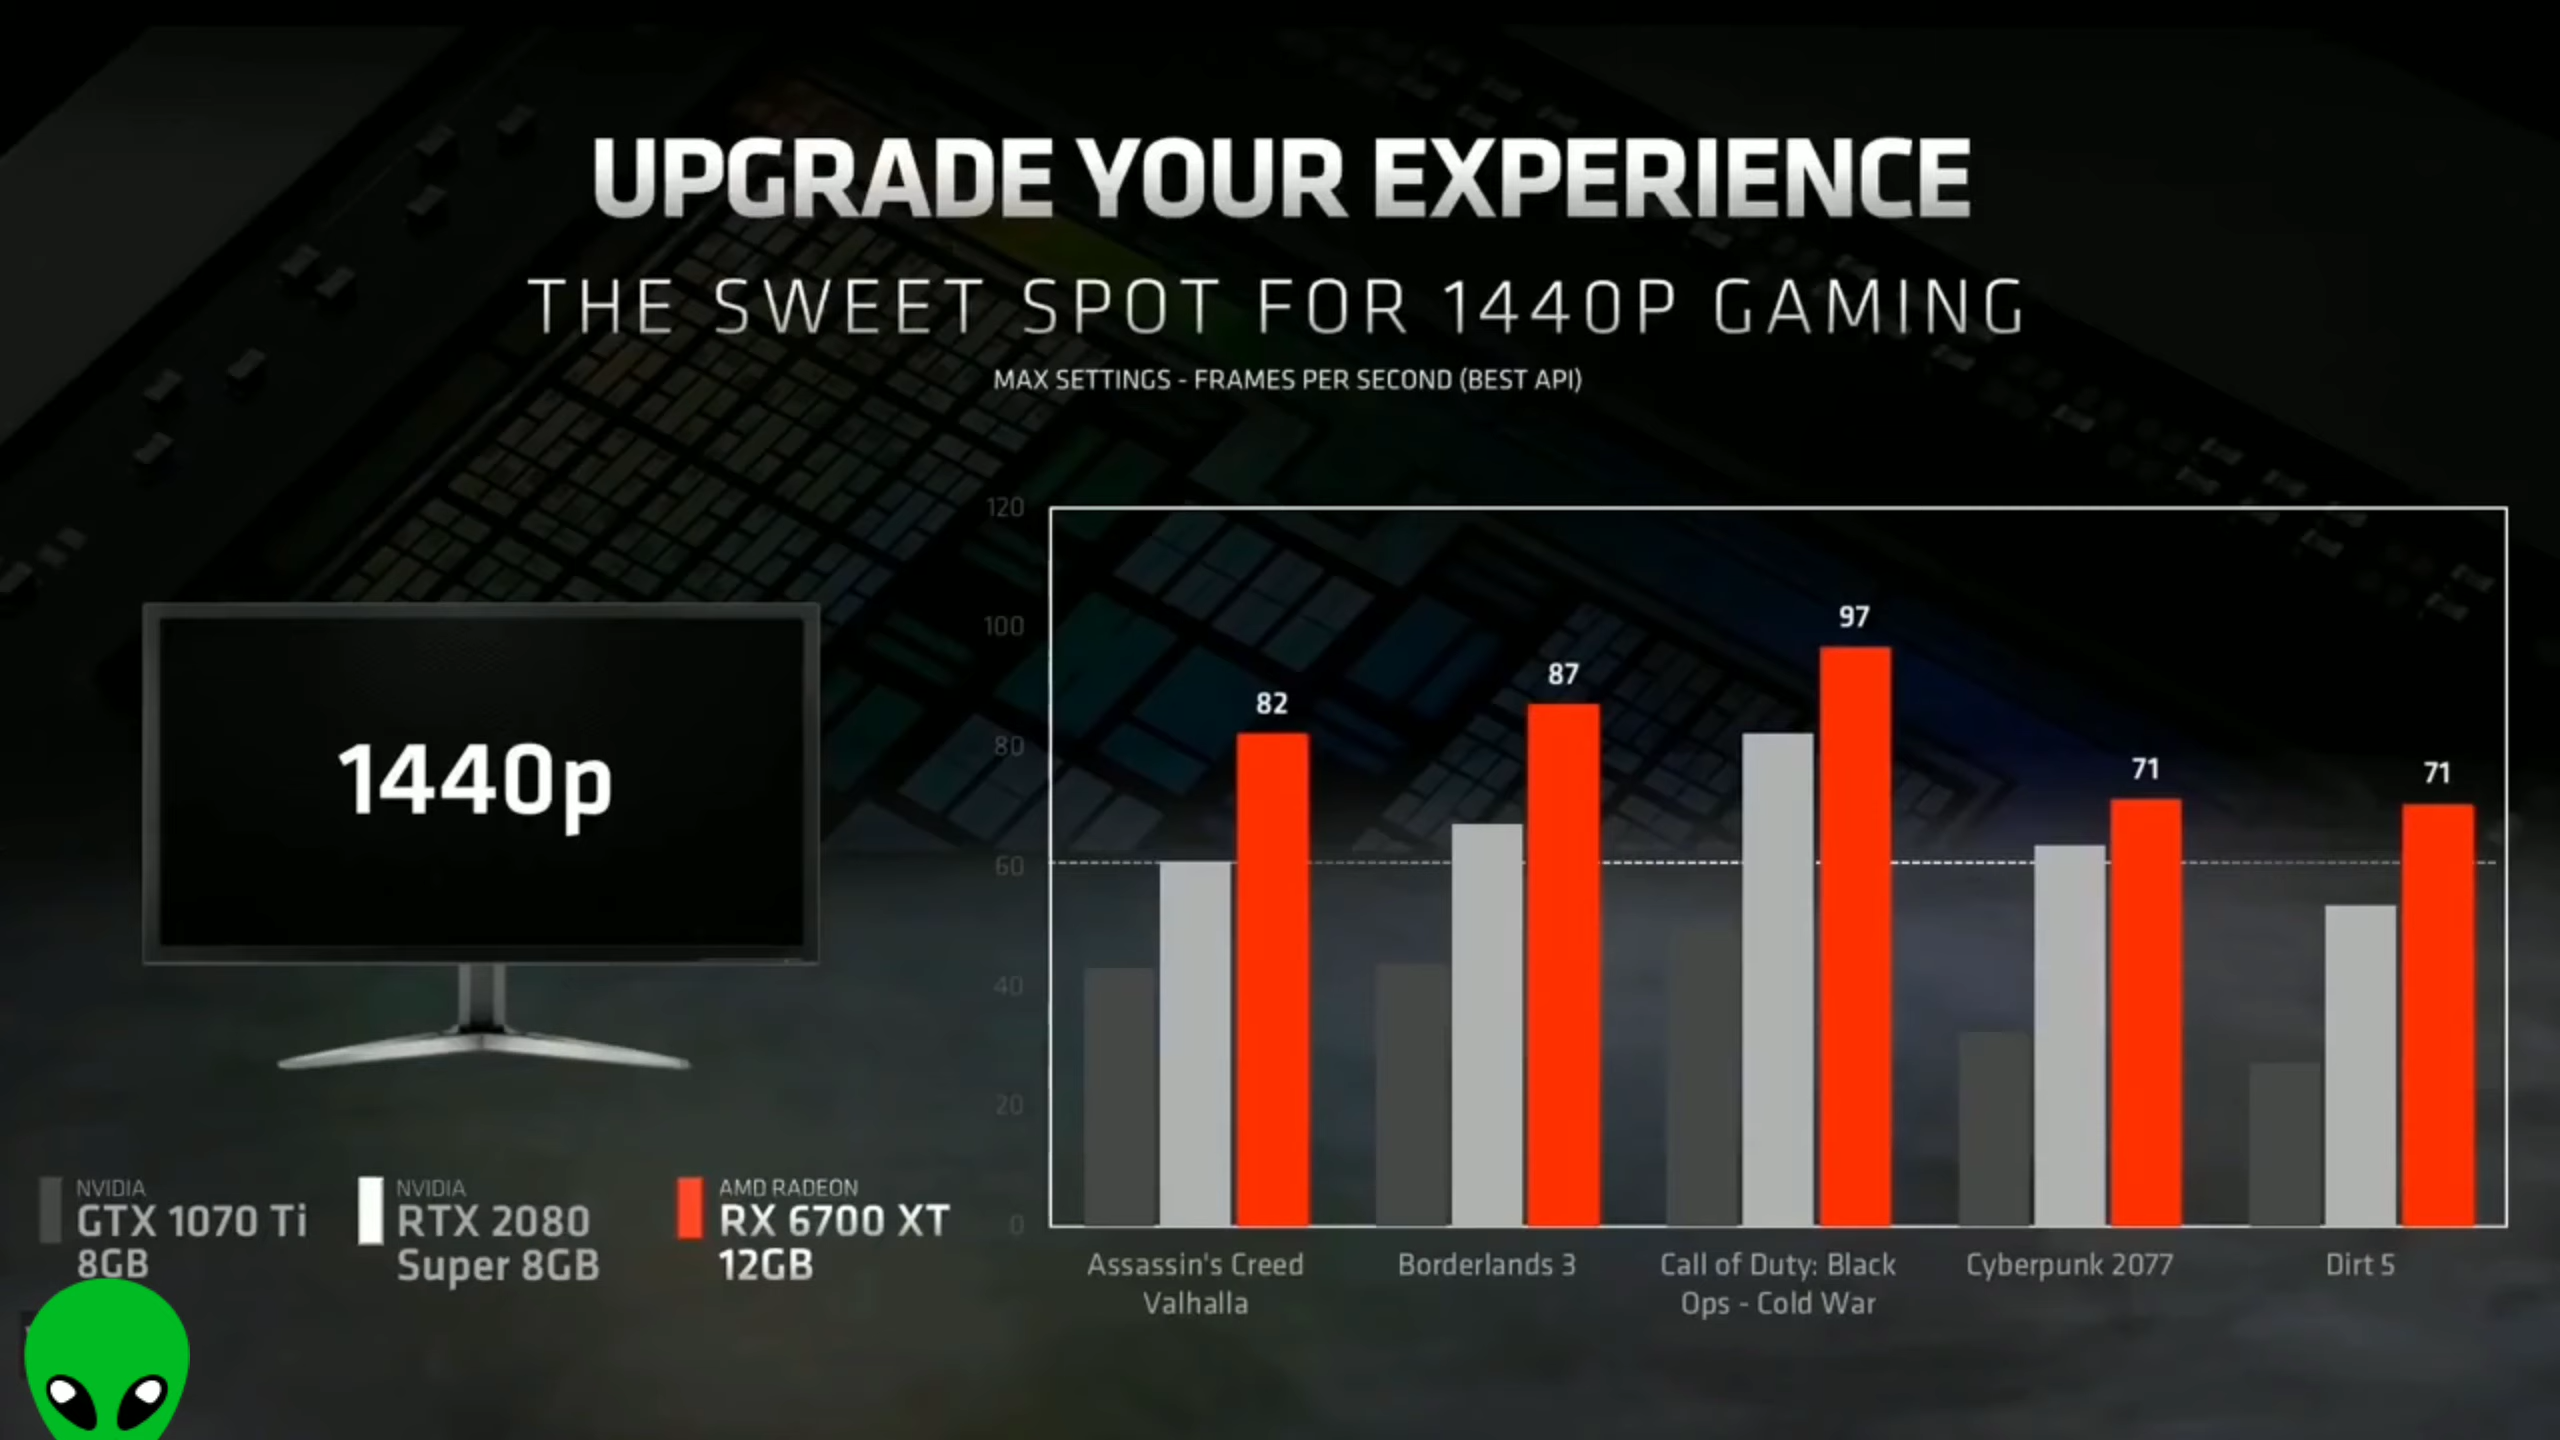 UPGRADE YOUR EXPERIENCE
THE SWEET SPOT FOR 1440P GAMING
MAX SETTINGS - FRAMES PER SECOND (BEST API)
1440p
NVIDIA
GTX 1070 Ti
8GB
NVIDIA
RTX 2080
Super 8GB
AMD RADEON
RX 6700 XT
12GB
120
100
80
60
40
20
0
82
87
97
71
71
Assassin's Creed
Valhalla
Borderlands 3
Call of Duty: Black
Ops - Cold War
Cyberpunk 2077
Dirt 5